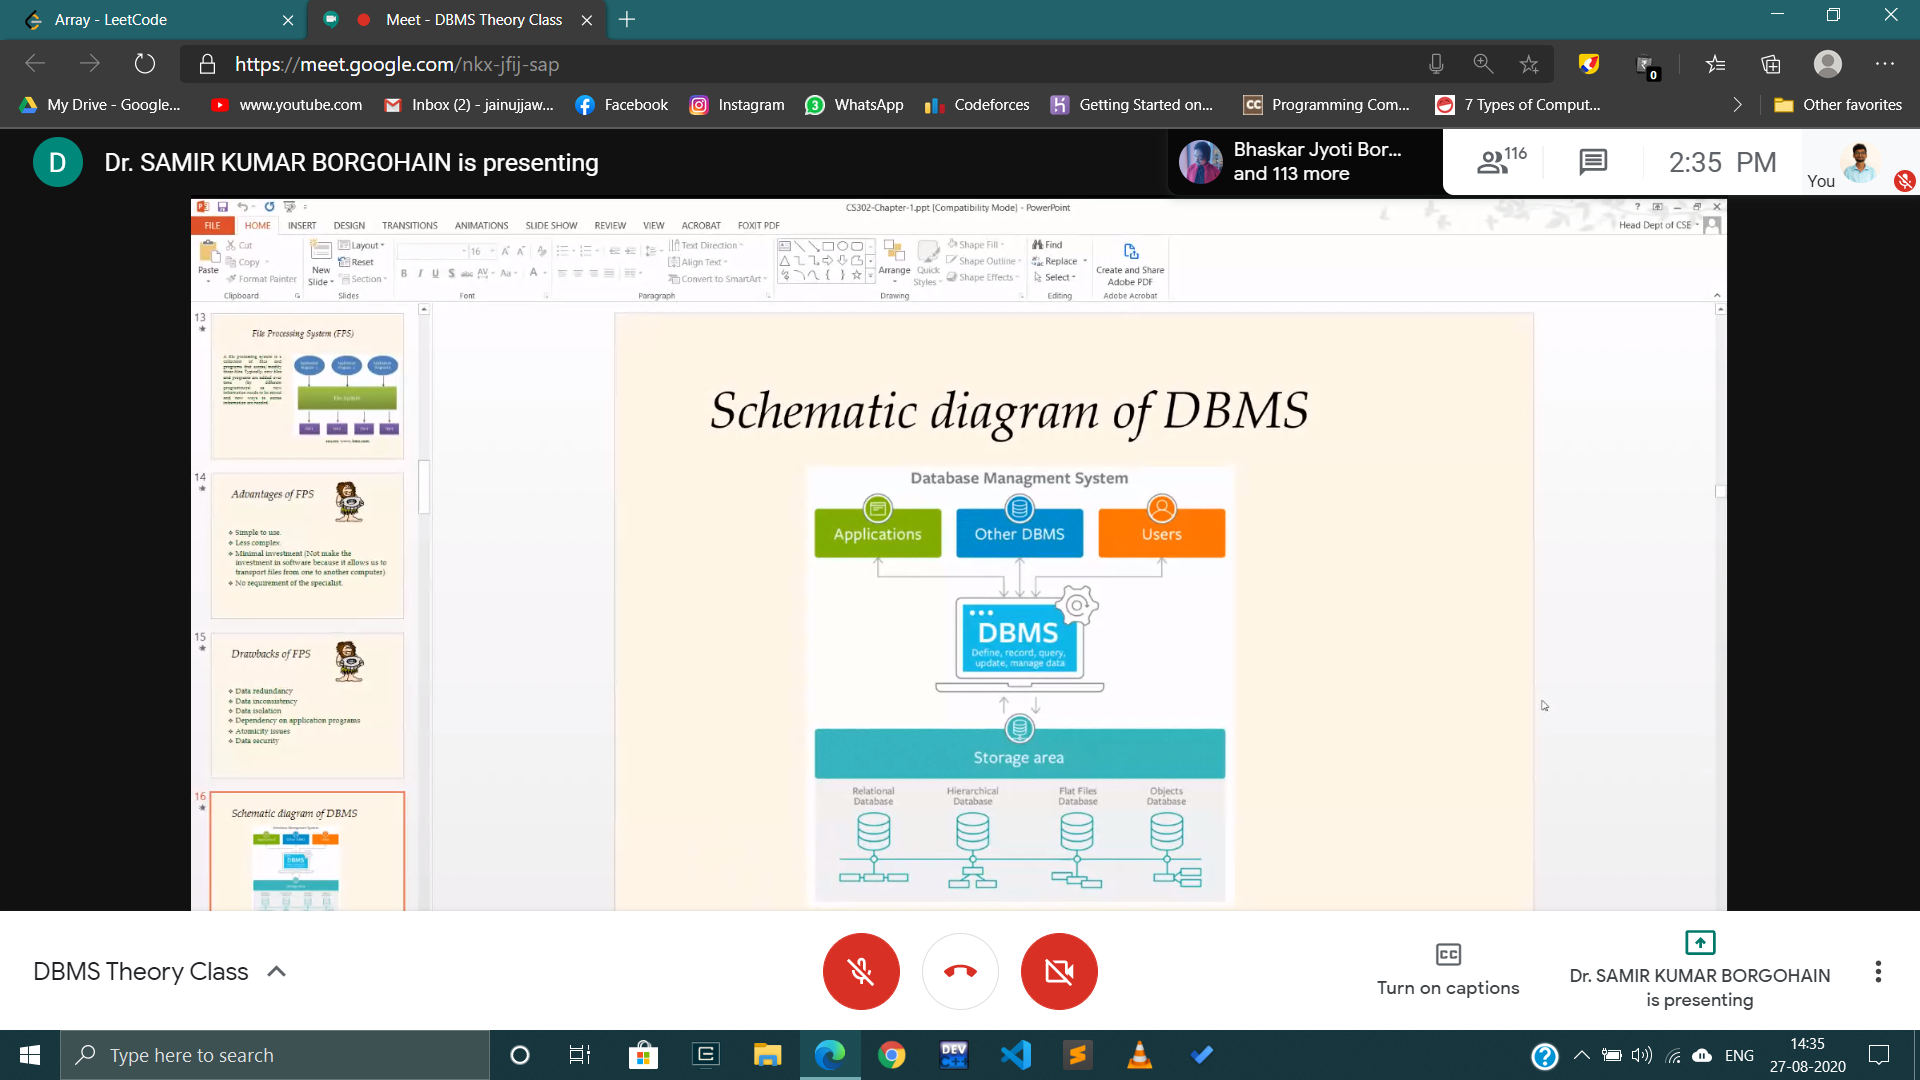 Array - LeetCode
Meet - DBMS Theory Class
https://meet.google.com/nkx-jfij-sap
0
My Drive - Google...
www.youtube.com
Inbox (2) - jainujjaw...
Facebook
Instagram
3
WhatsApp
Codeforces
Getting Started on...
CC
Programming Com...
7 Types of Comput...
Other favorites
D
Dr. SAMIR KUMAR BORGOHAIN is presenting
Bhaskar Jyoti Bor...
and 113 more
116
2:35 PM
You
CS302-Chapter-1.ppt [Compatibility Mode] - PowerPoint
FILE HOME INSERT DESIGN TRANSITIONS ANIMATIONS SLIDE SHOW REVIEW VIEW ACROBAT FOXIT PDF
Head Dept of CSE
Paste
Cut
Copy
Format Painter
Clipboard
New
Slide
Layout
Reset
Section
Slides
16
Font
Text Direction
Align Text
Convert to SmartArt
Paragraph
Arrange
Quick
Styles
Shape Fill
Shape Outline
Shape Effects
Drawing
Find
Replace
Select
Editing
Create and Share
Adobe PDF
Adobe Acrobat
13
File Processing System (FPS)
14
Advantages of FPS
Simple to use.
Less complex.
Minimal investment (Not make the
investment in software because it allows us to
transport files from one to another computer)
No requirement of the specialist.
15
Drawbacks of FPS
Data redundancy
Data inconsistency
Data isolation
Dependency on application programs
Atomicity issues
Data security
16
Schematic diagram of DBMS
Schematic diagram of DBMS
Database Managment System
Applications
Other DBMS
Users
DBMS
Define, record, query,
update, manage data
Storage area
Relational
Database
Hierarchical
Database
Flat Files
Database
Objects
Database
DBMS Theory Class
CC
Turn on captions
Dr. SAMIR KUMAR BORGOHAIN
is presenting
Type here to search
DEV
ENG
14:35
27-08-2020